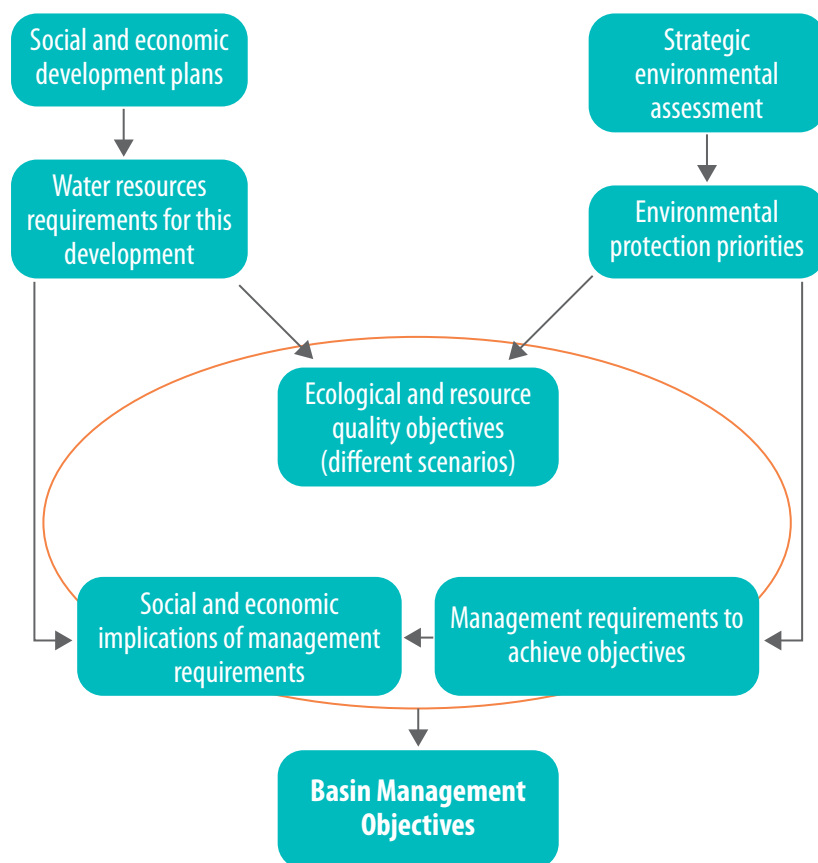 Social and economic
development plans
Strategic
environmental
assessment
Water resources
requirements for this
development
Environmental
protection priorities
Ecological and resource
quality objectives
(different scenarios)
Social and economic
implications of management
requirements
Management requirements to
achieve objectives
Basin Management
Objectives